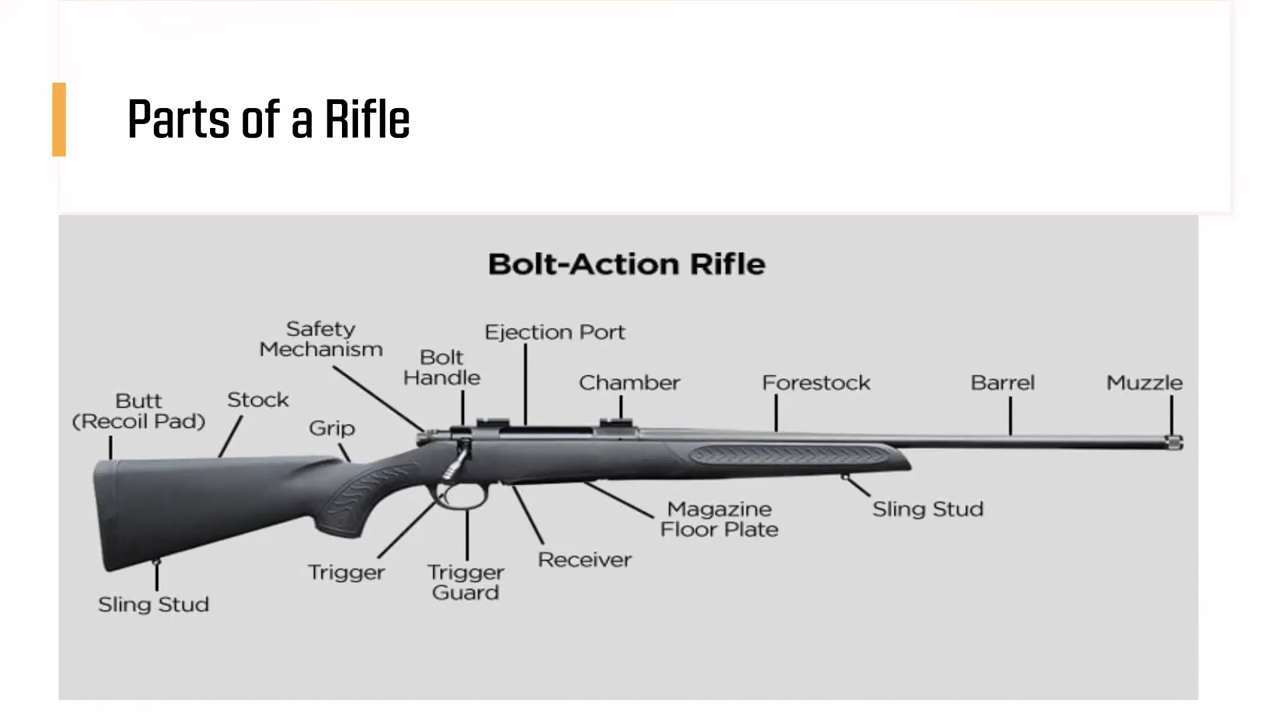 Parts of a Rifle
Bolt-Action Rifle
Safety
Mechanism
Ejection Port
Bolt
Handle
Chamber
Forestock
Barrel
Muzzle
Butt
(Recoil Pad)
Stock
Grip
Magazine
Floor Plate
Sling Stud
Receiver
Trigger
Trigger
Guard
Sling Stud